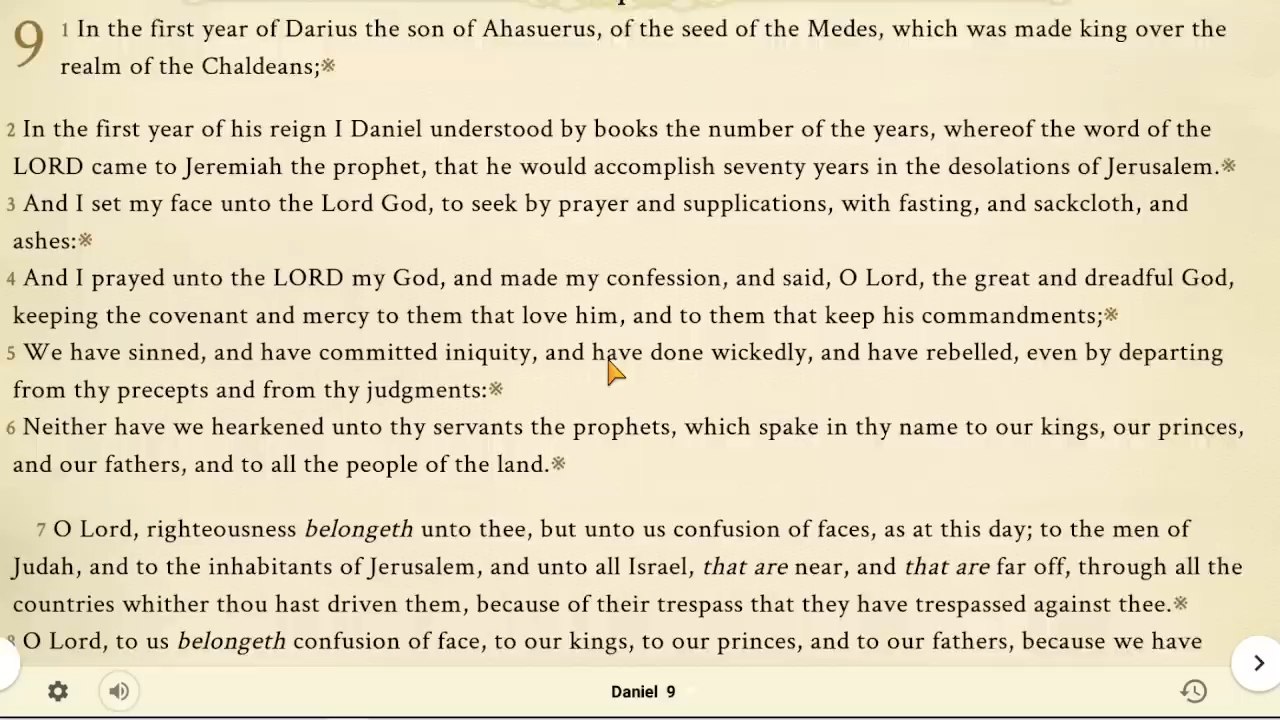 9 1 In the first year of Darius the son of Ahasuerus, of the seed of the Medes, which was made king over the
realm of the Chaldeans;※
2 In the first year of his reign I Daniel understood by books the number of the years, whereof the word of the
LORD came to Jeremiah the prophet, that he would accomplish seventy years in the desolations of Jerusalem.※
3 And I set my face unto the Lord God, to seek by prayer and supplications, with fasting, and sackcloth, and
ashes:※
4 And I prayed unto the LORD my God, and made my confession, and said, O Lord, the great and dreadful God,
keeping the covenant and mercy to them that love him, and to them that keep his commandments;※
5 We have sinned, and have committed iniquity, and have done wickedly, and have rebelled, even by departing
from thy precepts and from thy judgments:※
6 Neither have we hearkened unto thy servants the prophets, which spake in thy name to our kings, our princes,
and our fathers, and to all the people of the land.※
7 O Lord, righteousness belongeth unto thee, but unto us confusion of faces, as at this day; to the men of
Judah, and to the inhabitants of Jerusalem, and unto all Israel, that are near, and that are far off, through all the
countries whither thou hast driven them, because of their trespass that they have trespassed against thee.※
8 O Lord, to us belongeth confusion of face, to our kings, to our princes, and to our fathers, because we have
Daniel 9